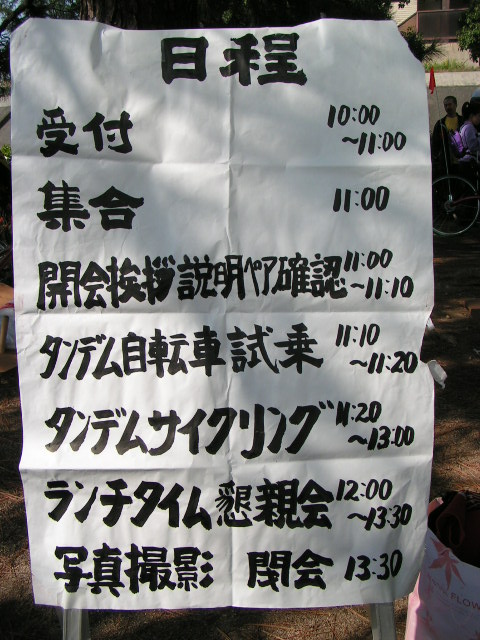 日程
受付 10:00
～11:00
集合 11:00
開会挨拶説明ペア確認 11:00
～11:10
タンデム自転車試乗 11:10
～11:20
タンデムサイクリング 11:20
～13:00
ランチタイム懇親会 12:00
～13:30
写真撮影 閉会 13:30
FLOW